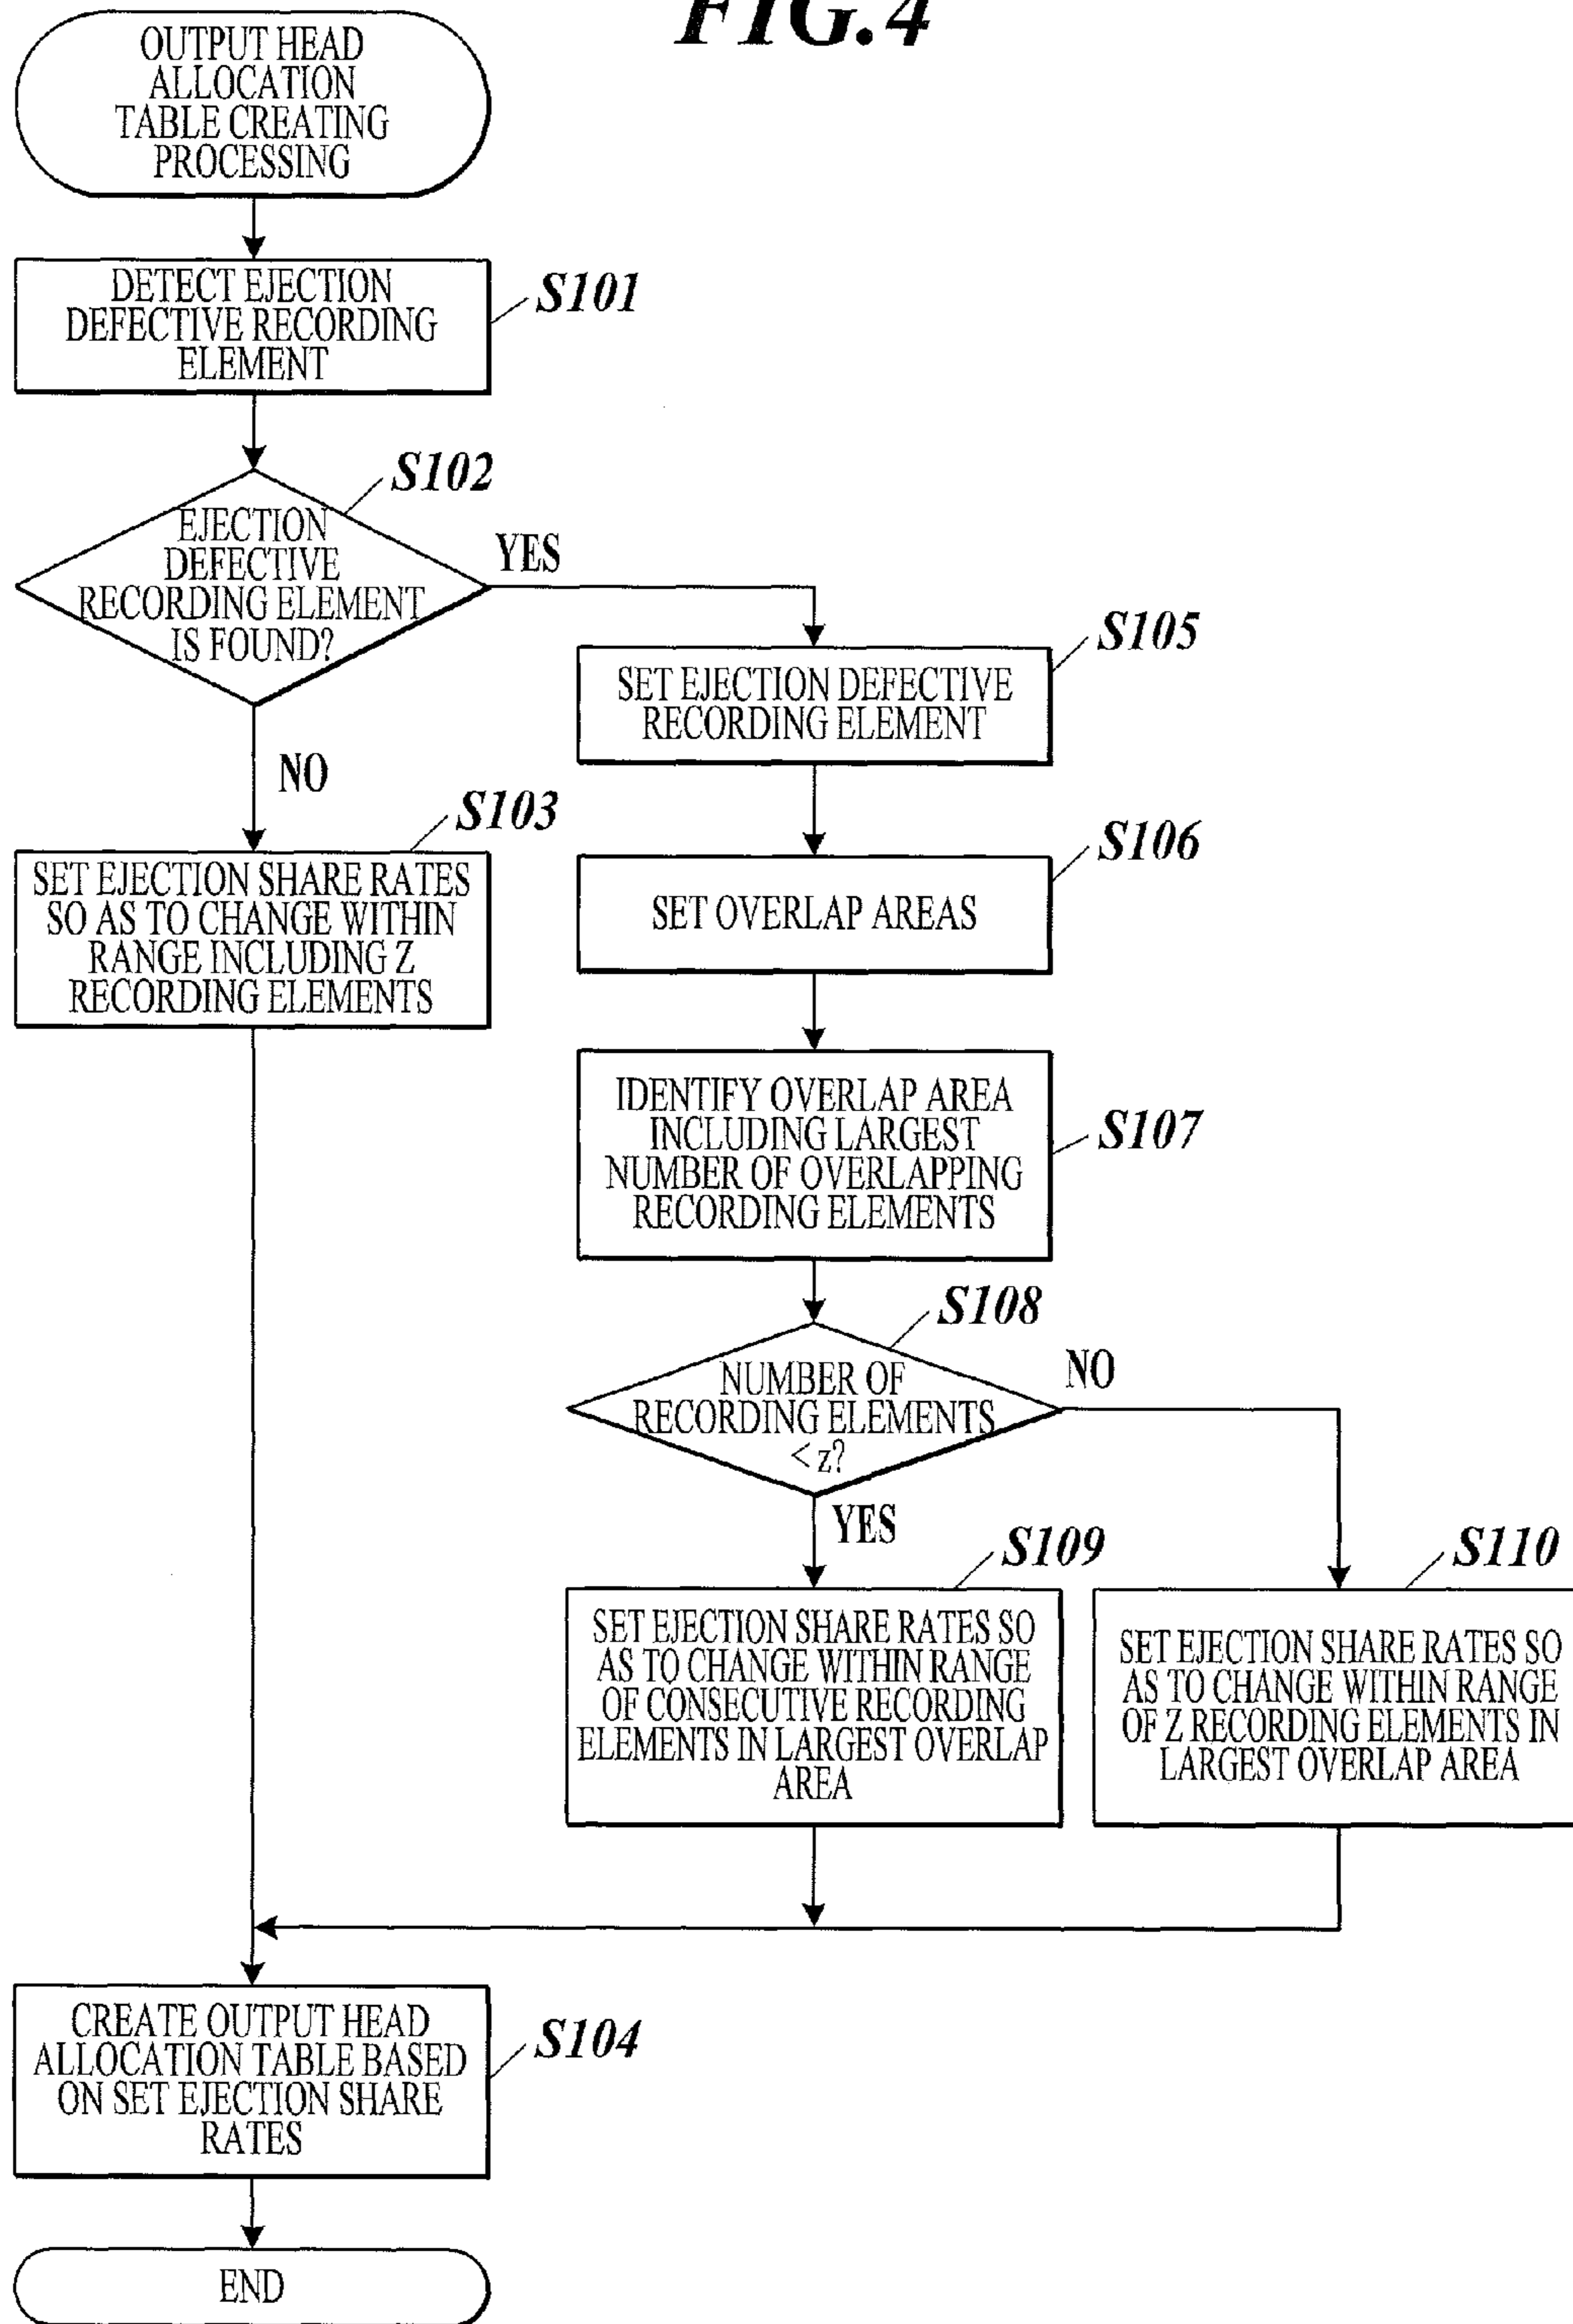 FIG.4
OUTPUT HEAD
ALLOCATION
TABLE CREATING
PROCESSING
DETECT EJECTION
DEFECTIVE RECORDING
ELEMENT
S101
S102
EJECTION
DEFECTIVE
RECORDING ELEMENT
IS FOUND?
YES
NO
S103
SET EJECTION SHARE RATES
SO AS TO CHANGE WITHIN
RANGE INCLUDING Z
RECORDING ELEMENTS
S105
SET EJECTION DEFECTIVE
RECORDING ELEMENT
S106
SET OVERLAP AREAS
IDENTIFY OVERLAP AREA
INCLUDING LARGEST
NUMBER OF OVERLAPPING
RECORDING ELEMENTS
S107
S108
NUMBER OF
RECORDING ELEMENTS
< z?
NO
YES
S109
SET EJECTION SHARE RATES SO
AS TO CHANGE WITHIN RANGE
OF CONSECUTIVE RECORDING
ELEMENTS IN LARGEST OVERLAP
AREA
S110
SET EJECTION SHARE RATES SO
AS TO CHANGE WITHIN RANGE
OF Z RECORDING ELEMENTS IN
LARGEST OVERLAP AREA
CREATE OUTPUT HEAD
ALLOCATION TABLE BASED
ON SET EJECTION SHARE
RATES
S104
END